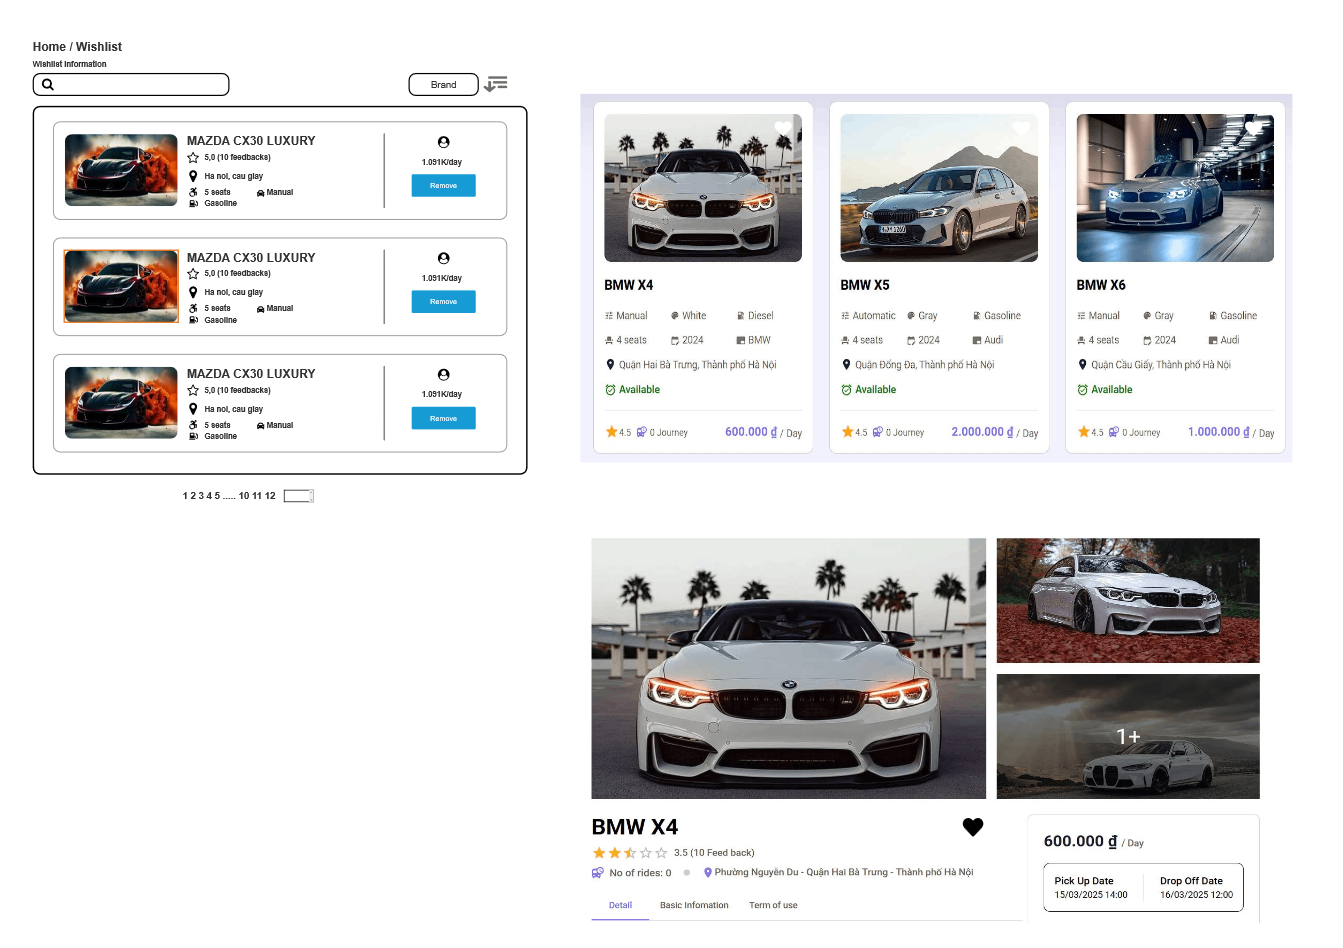 Home / Wishlist
Wishlist Information
Brand
MAZDA CX30 LUXURY
5,0 (10 feedbacks)
Ha noi, cau giay
5 seats Manual
Gasoline
1.091K/day
Remove
MAZDA CX30 LUXURY
5,0 (10 feedbacks)
Ha noi, cau giay
5 seats Manual
Gasoline
1.091K/day
Remove
MAZDA CX30 LUXURY
5,0 (10 feedbacks)
Ha noi, cau giay
5 seats Manual
Gasoline
1.091K/day
Remove
1 2 3 4 5 ..... 10 11 12
BMW X4
Manual White Diesel
4 seats 2024 BMW
Quận Hai Bà Trưng, Thành phố Hà Nội
Available
4.5 0 Journey 600.000 ₫ / Day
BMW X5
Automatic Gray Gasoline
4 seats 2024 Audi
Quận Đống Đa, Thành phố Hà Nội
Available
4.5 0 Journey 2.000.000 ₫ / Day
BMW X6
Manual Gray Gasoline
4 seats 2024 Audi
Quận Cầu Giấy, Thành phố Hà Nội
Available
4.5 0 Journey 1.000.000 ₫ / Day
1+
BMW X4
3.5 (10 Feed back)
No of rides: 0 Phường Nguyễn Du - Quận Hai Bà Trưng - Thành phố Hà Nội
Detail Basic Infomation Term of use
600.000 ₫ / Day
Pick Up Date Drop Off Date
15/03/2025 14:00 16/03/2025 12:00